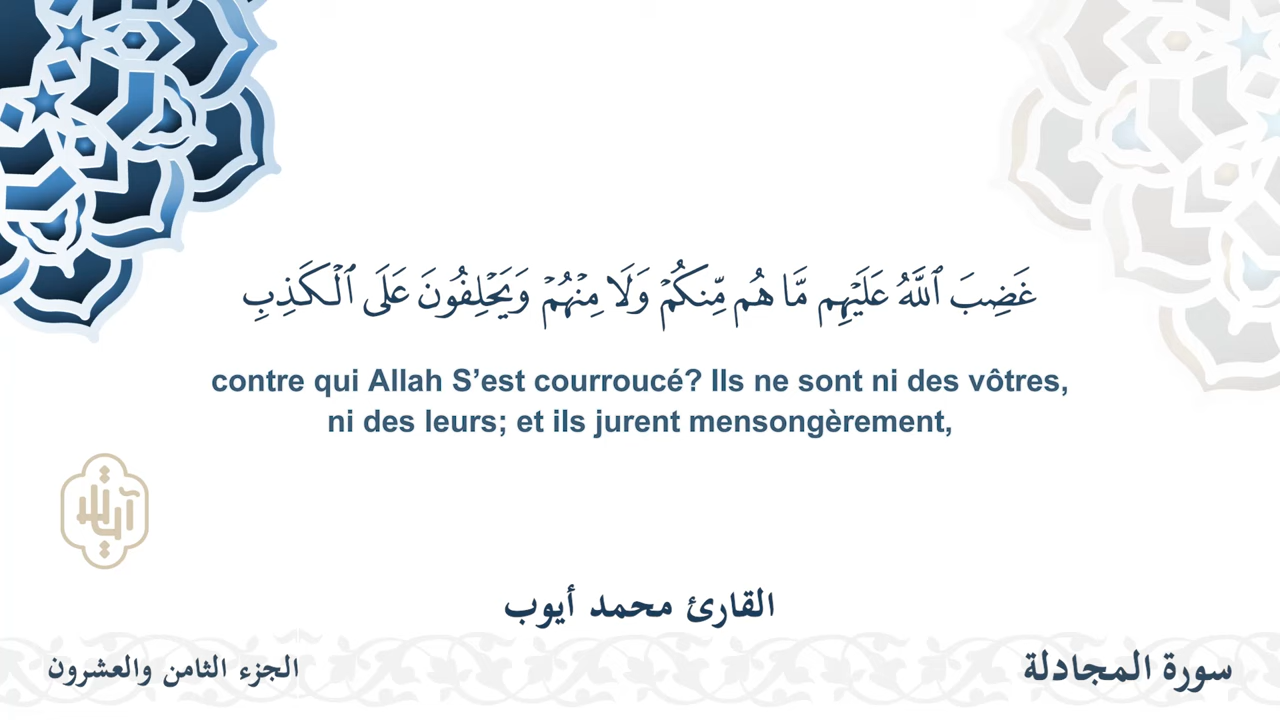 غَضِبَ ٱللَّهُ عَلَيْهِم مَّا هُم مِّنكُمْ وَلَا مِنْهُمْ وَيَحْلِفُونَ عَلَى ٱلْكَذِبِ
contre qui Allah S’est courroucé? Ils ne sont ni des vôtres,
ni des leurs; et ils jurent mensongèrement,
القارئ محمد أيوب
سورة المجادلة
الجزء الثامن والعشرون